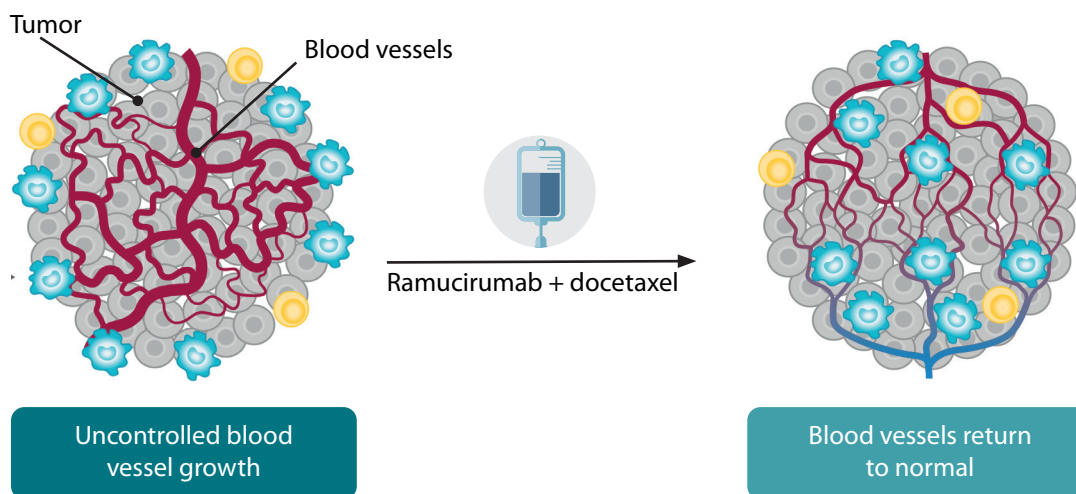 Tumor
Blood vessels
Ramucirumab + docetaxel
Uncontrolled blood
vessel growth
Blood vessels return
to normal